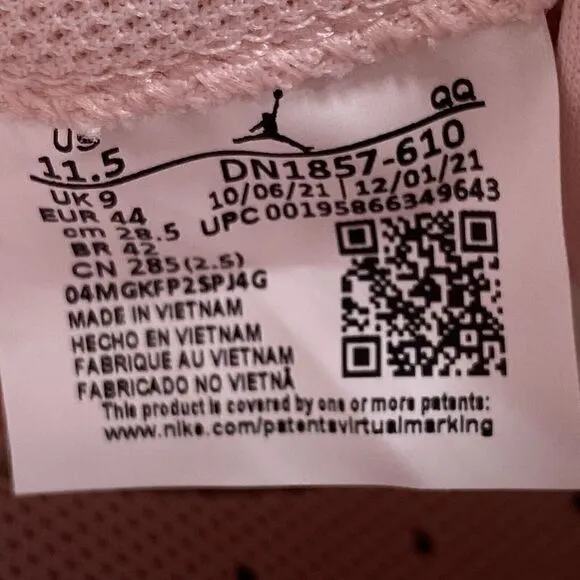 QQ
US
11.5
DN1857-610
UK 9
10/06/21 | 12/01/21
EUR 44
UPC 00195866349643
cm 28.5
BR 42
CN 285(2.5)
04MGKFP2SPJ4G
MADE IN VIETNAM
HECHO EN VIETNAM
FABRIQUE AU VIETNAM
FABRICADO NO VIETNÃ
This product is covered by one or more patents:
www.nike.com/patentsvirtualmarking